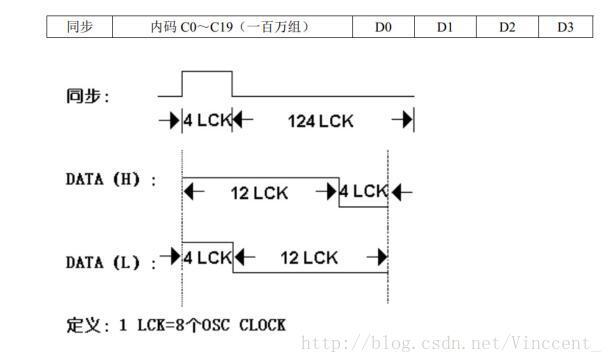 同步 内码 C0～C19（一百万组） D0 D1 D2 D3
同步：
4 LCK 124 LCK
DATA (H) :
12 LCK 4 LCK
DATA (L) :
4 LCK 12 LCK
定义: 1 LCK=8个OSC CLOCK
http://blog.csdn.net/Vinccent_